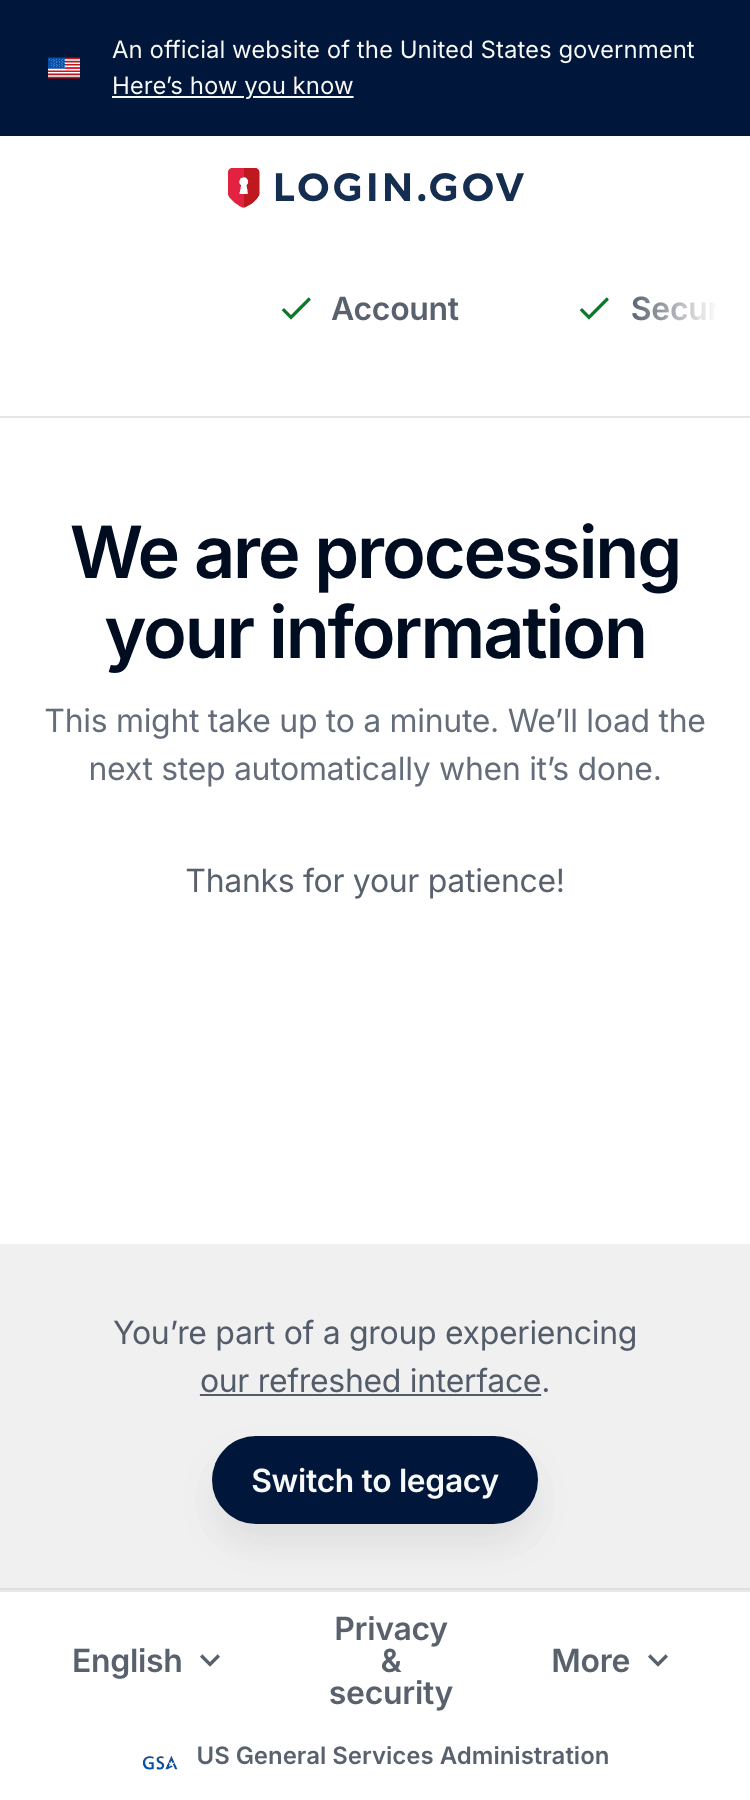 An official website of the United States government
Here’s how you know
LOGIN.GOV
Account
Secur
We are processing
your information
This might take up to a minute. We’ll load the
next step automatically when it’s done.
Thanks for your patience!
You’re part of a group experiencing
our refreshed interface.
Switch to legacy
English
Privacy
&
security
More
GSA US General Services Administration